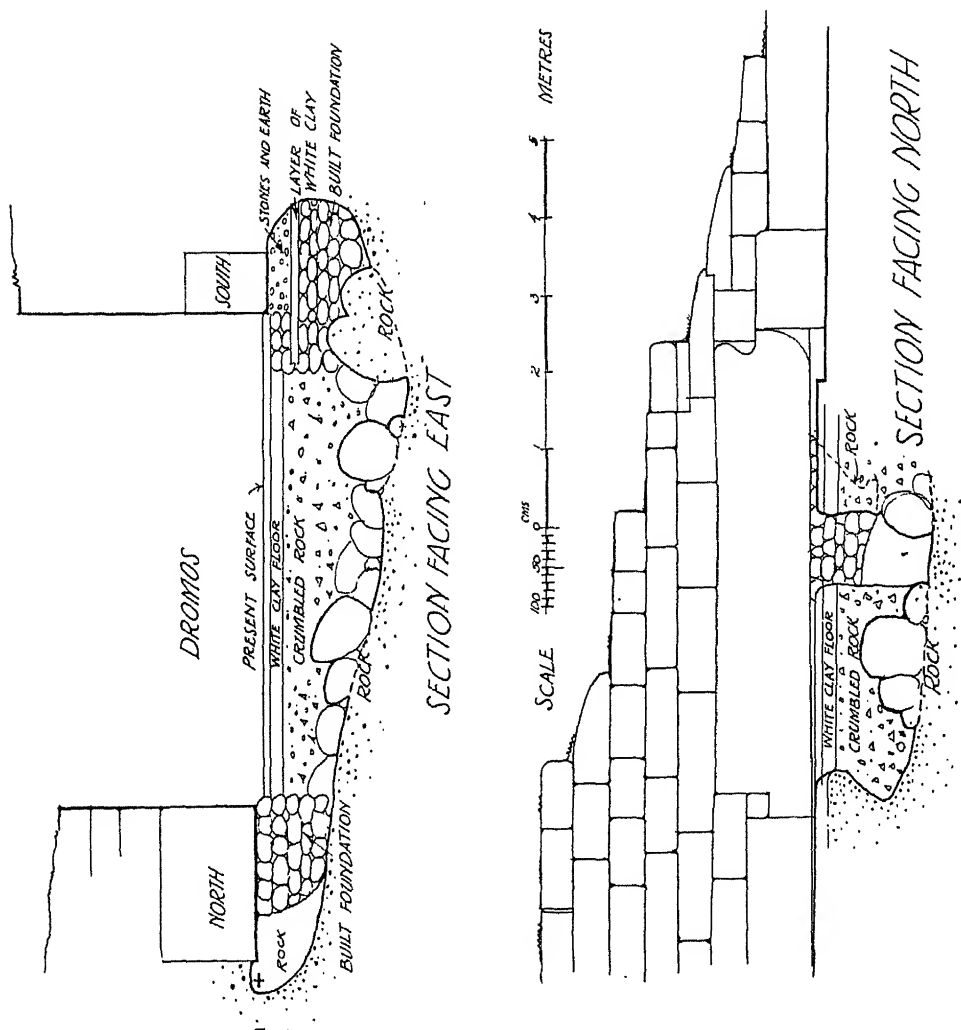 STONES AND EARTH
LAYER OF
WHITE CLAY
BUILT FOUNDATION
SOUTH
DROMOS
PRESENT SURFACE
WHITE CLAY FLOOR
CRUMBLED ROCK
ROCK
ROCK
NORTH
ROCK
BUILT FOUNDATION
SECTION FACING EAST
SCALE
100
50
0
CMS
1
2
3
4
5
METRES
WHITE CLAY FLOOR
CRUMBLED ROCK
ROCK
ROCK
SECTION FACING NORTH